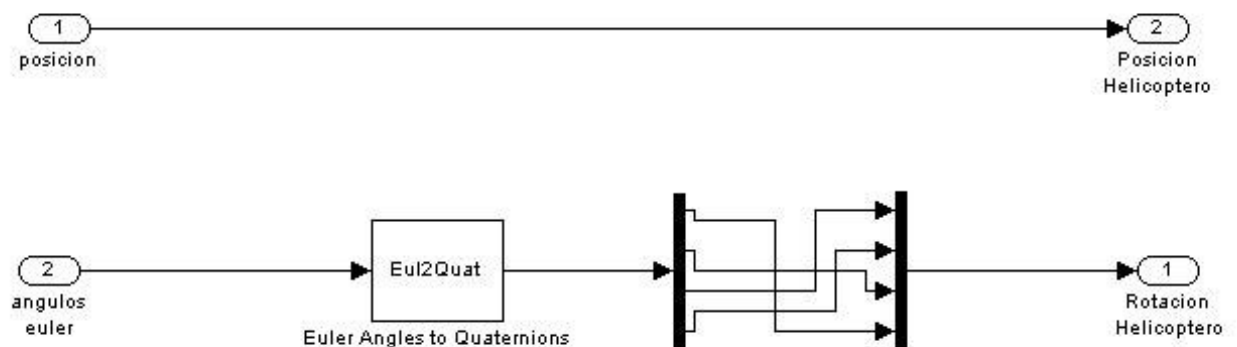 1
posicion
2
Posicion
Helicoptero
2
angulos
euler
Eul2Quat
Euler Angles to Quaternions
1
Rotacion
Helicoptero